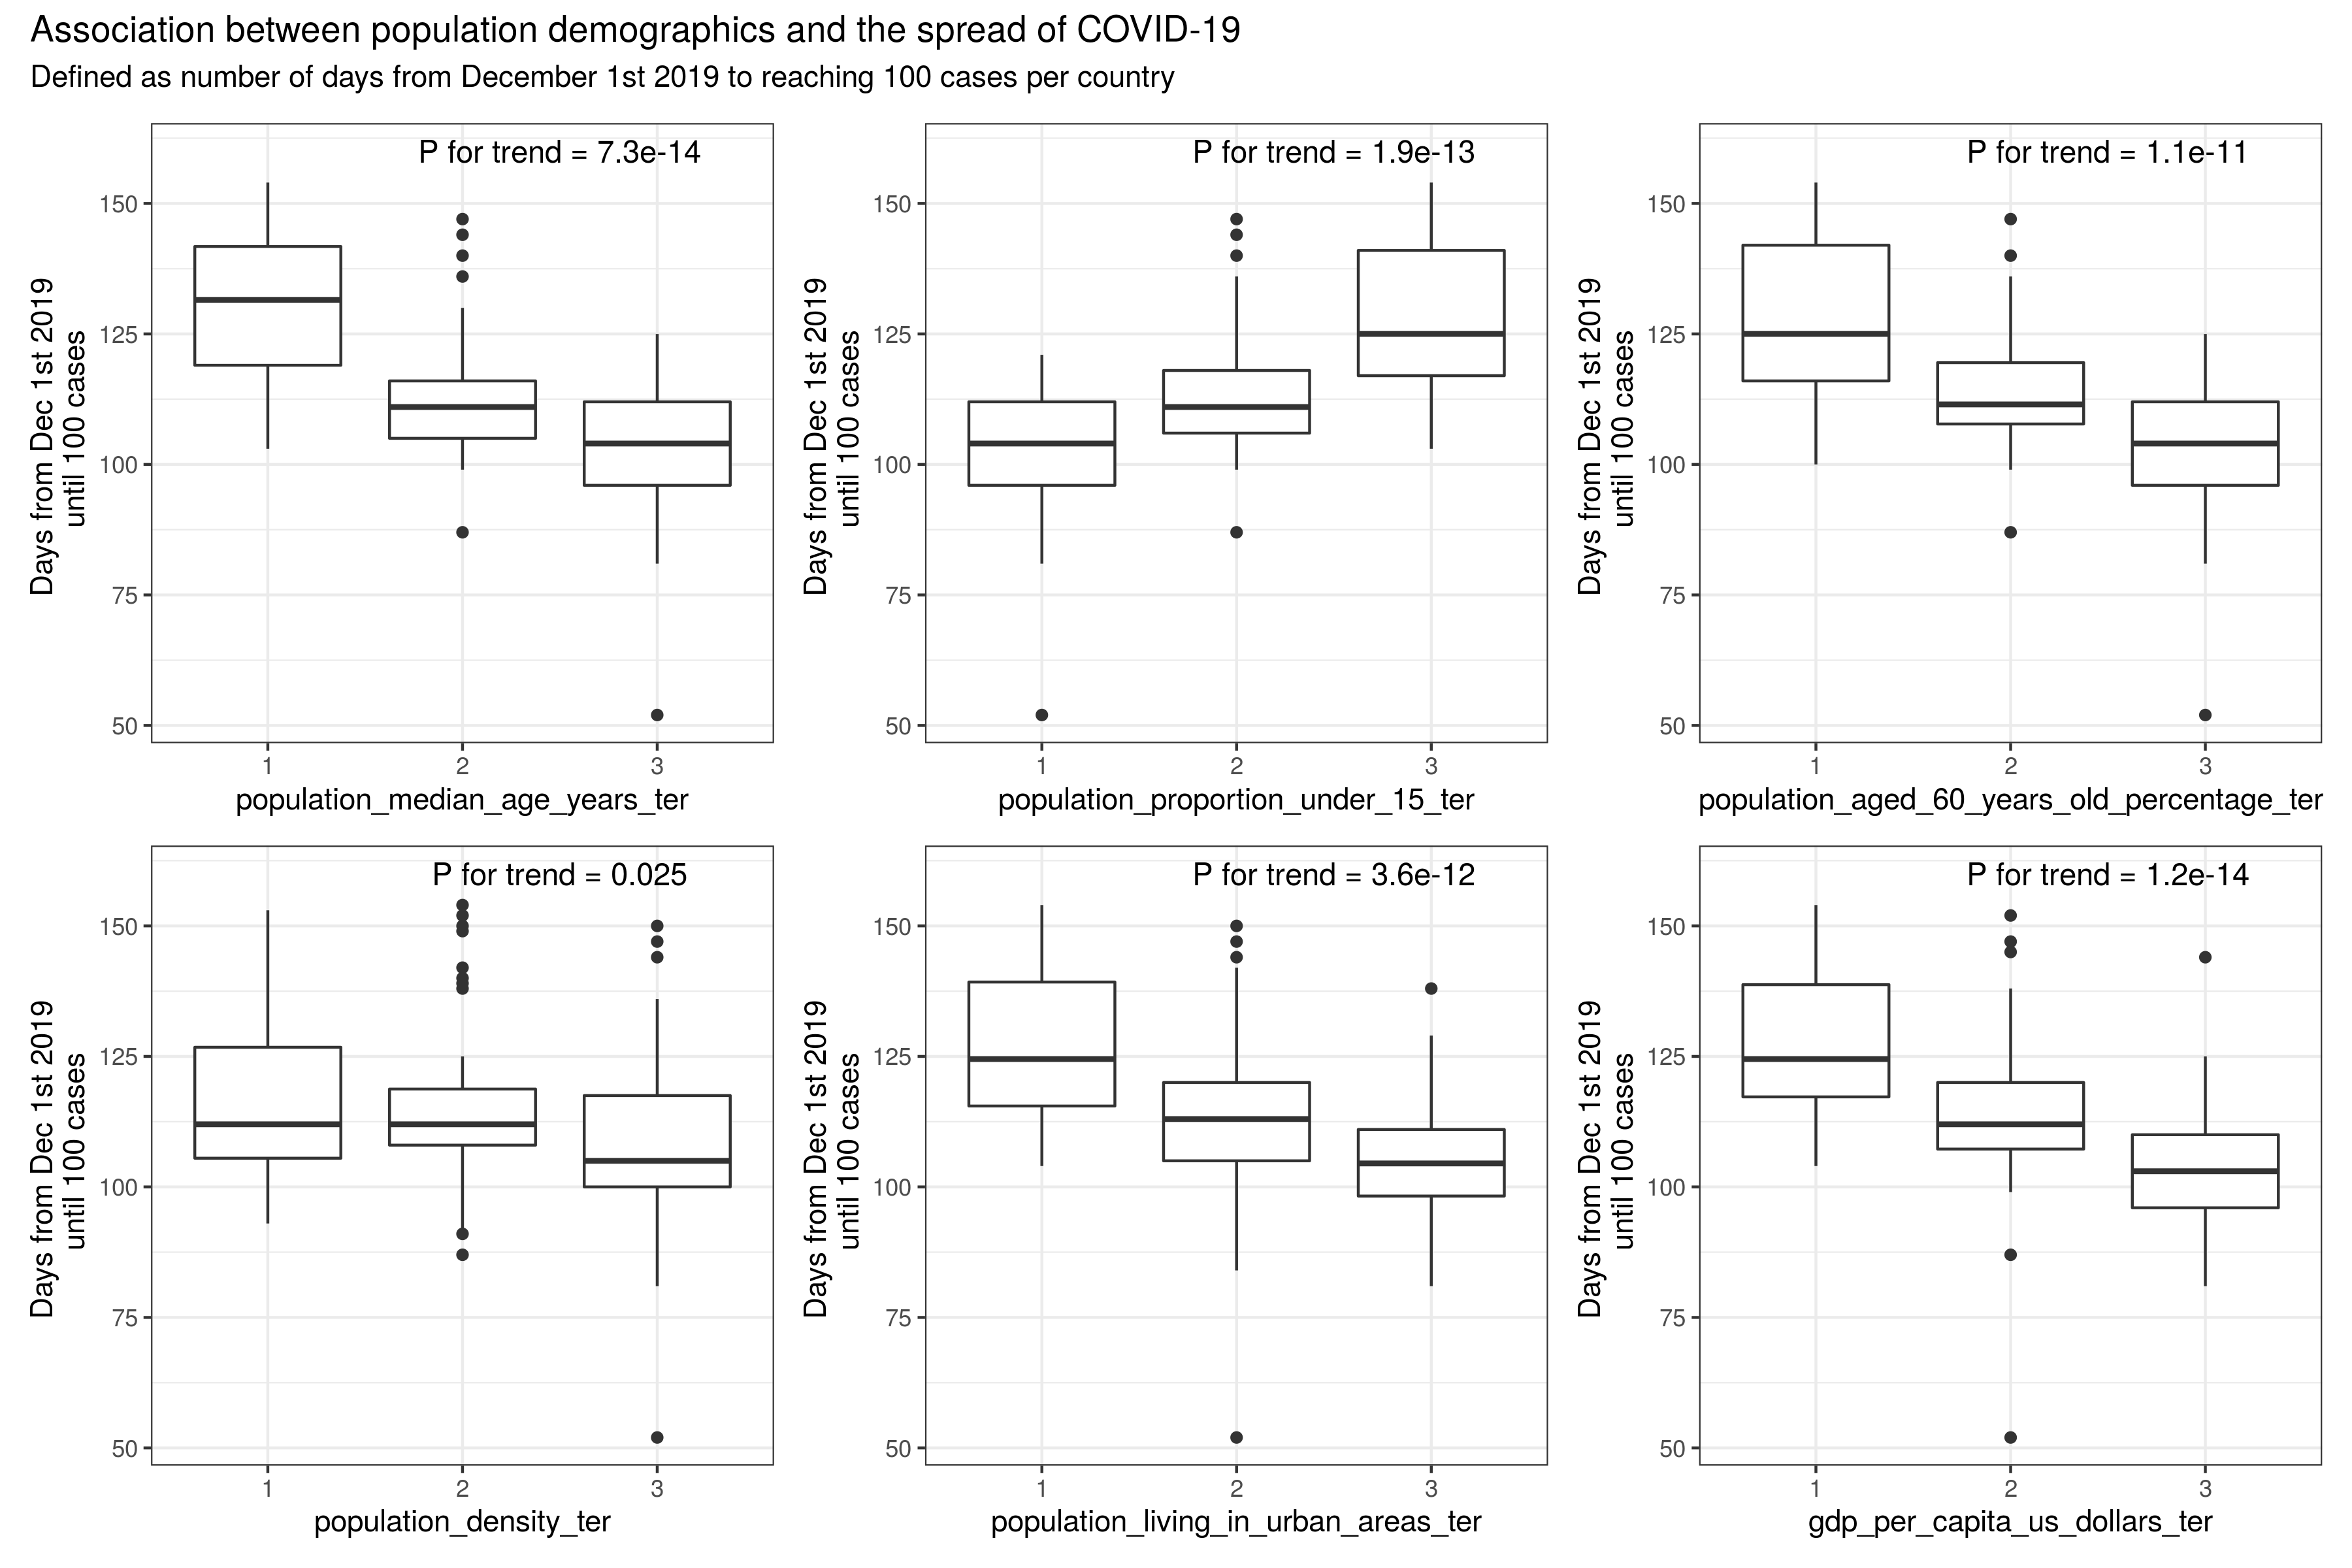 Association between population demographics and the spread of COVID-19
Defined as number of days from December 1st 2019 to reaching 100 cases per country
Days from Dec 1st 2019
until 100 cases
150
125
100
75
50
P for trend = 7.3e-14
1
2
3
population_median_age_years_ter
Days from Dec 1st 2019
until 100 cases
150
125
100
75
50
P for trend = 1.9e-13
1
2
3
population_proportion_under_15_ter
Days from Dec 1st 2019
until 100 cases
150
125
100
75
50
P for trend = 1.1e-11
1
2
3
population_aged_60_years_old_percentage_ter
Days from Dec 1st 2019
until 100 cases
150
125
100
75
50
P for trend = 0.025
1
2
3
population_density_ter
Days from Dec 1st 2019
until 100 cases
150
125
100
75
50
P for trend = 3.6e-12
1
2
3
population_living_in_urban_areas_ter
Days from Dec 1st 2019
until 100 cases
150
125
100
75
50
P for trend = 1.2e-14
1
2
3
gdp_per_capita_us_dollars_ter